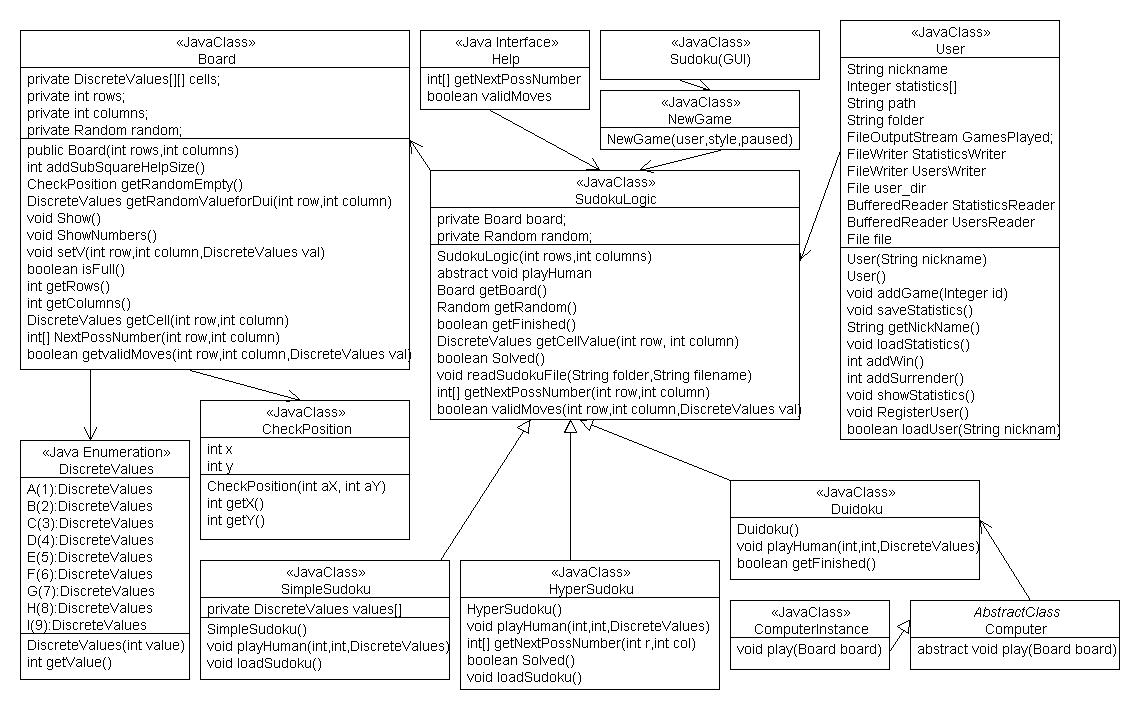 «JavaClass»
Board
private DiscreteValues[][] cells;
private int rows;
private int columns;
private Random random;
public Board(int rows,int columns)
int addSubSquareHelpSize()
CheckPosition getRandomEmpty()
DiscreteValues getRandomValueforDui(int row,int column)
void Show()
void ShowNumbers()
void setV(int row,int column,DiscreteValues val)
boolean isFull()
int getRows()
int getColumns()
DiscreteValues getCell(int row,int column)
int[] NextPossNumber(int row,int column)
boolean getvalidMoves(int row,int column,DiscreteValues val)
«Java Interface»
Help
int[] getNextPossNumber
boolean validMoves
«JavaClass»
Sudoku(GUI)
«JavaClass»
NewGame
NewGame(user,style,paused)
«JavaClass»
User
String nickname
Integer statistics[]
String path
String folder
FileOutputStream GamesPlayed;
FileWriter StatisticsWriter
FileWriter UsersWriter
File user_dir
BufferedReader StatisticsReader
BufferedReader UsersReader
File file
User(String nickname)
User()
void addGame(Integer id)
void saveStatistics()
String getNickName()
void loadStatistics()
int addWin()
int addSurrender()
void showStatistics()
void RegisterUser()
boolean loadUser(String nicknam)
«JavaClass»
SudokuLogic
private Board board;
private Random random;
SudokuLogic(int rows,int columns)
abstract void playHuman
Board getBoard()
Random getRandom()
boolean getFinished()
DiscreteValues getCellValue(int row, int column)
boolean Solved()
void readSudokuFile(String folder,String filename)
int[] getNextPossNumber(int row,int column)
boolean validMoves(int row,int column,DiscreteValues val)
«Java Enumeration»
DiscreteValues
A(1):DiscreteValues
B(2):DiscreteValues
C(3):DiscreteValues
D(4):DiscreteValues
E(5):DiscreteValues
F(6):DiscreteValues
G(7):DiscreteValues
H(8):DiscreteValues
I(9):DiscreteValues
DiscreteValues(int value)
int getValue()
«JavaClass»
CheckPosition
int x
int y
CheckPosition(int aX, int aY)
int getX()
int getY()
«JavaClass»
SimpleSudoku
private DiscreteValues values[]
SimpleSudoku()
void playHuman(int,int,DiscreteValues)
void loadSudoku()
«JavaClass»
HyperSudoku
HyperSudoku()
void playHuman(int,int,DiscreteValues)
int[] getNextPossNumber(int r,int col)
boolean Solved()
void loadSudoku()
«JavaClass»
Duidoku
Duidoku()
void playHuman(int,int,DiscreteValues)
boolean getFinished()
«JavaClass»
ComputerInstance
void play(Board board)
AbstractClass
Computer
abstract void play(Board board)